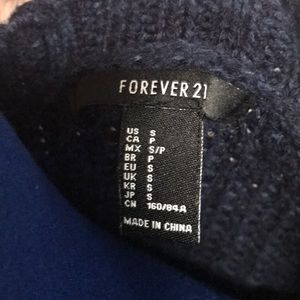 FOREVER 21
US S
CA P
MX S/P
BR P
EU S
UK S
KR S
JP S
CN 160/84A
MADE IN CHINA